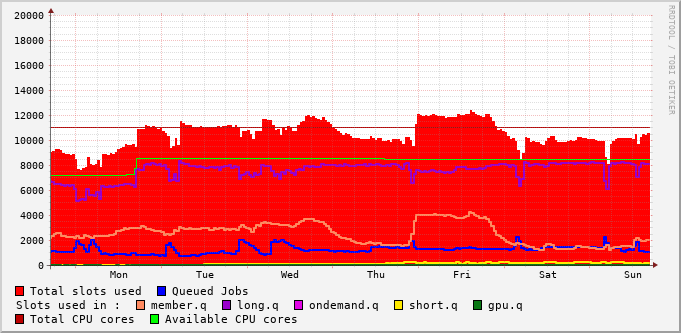 20000
18000
16000
14000
12000
10000
8000
6000
4000
2000
0
Mon Tue Wed Thu Fri Sat Sun
RRDTOOL / TOBI OETIKER
Total slots used Queued Jobs
Slots used in : member.q long.q ondemand.q short.q gpu.q
Total CPU cores Available CPU cores